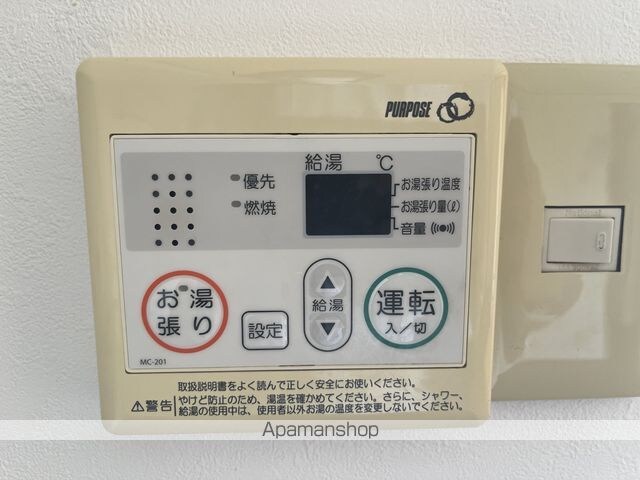 PURPOSE
給湯 ℃
優先
燃焼
お湯張り温度
お湯張り量(ℓ)
音量
お湯
張り
設定
給湯
運転
入/切
MC-201
取扱説明書をよく読んで正しく安全にお使いください。
⚠警告 やけど防止のため、湯温を確かめてください。さらに、シャワー、
給湯の使用中は、使用者以外お湯の温度を変更しないでください。
National
Apamanshop